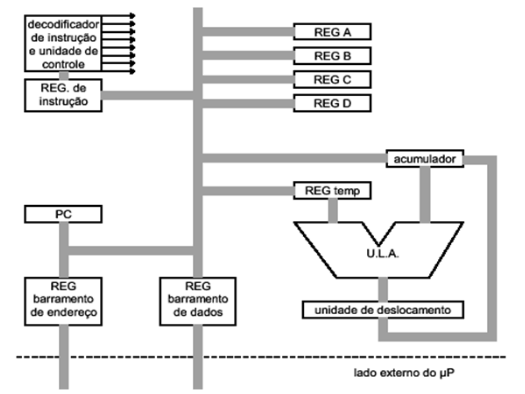 decodificador
de instrução
e unidade de
controle
REG. de
instrução
REG A
REG B
REG C
REG D
acumulador
REG temp
PC
U.L.A.
REG
barramento
de endereço
REG
barramento
de dados
unidade de deslocamento
lado externo do µP